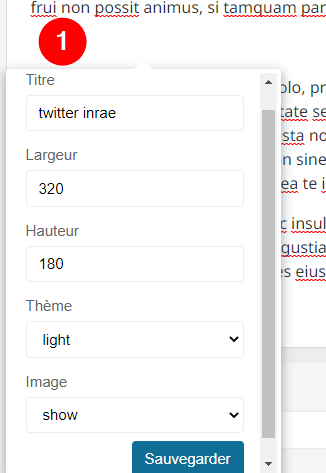 frui non possit animus, si tamquam par
1
Titre
twitter inrae
Largeur
320
Hauteur
180
Thème
light
Image
show
Sauvegarder
olo, pr
tate se
sta no
n sine
ea te i
c insul
gustia
es eius